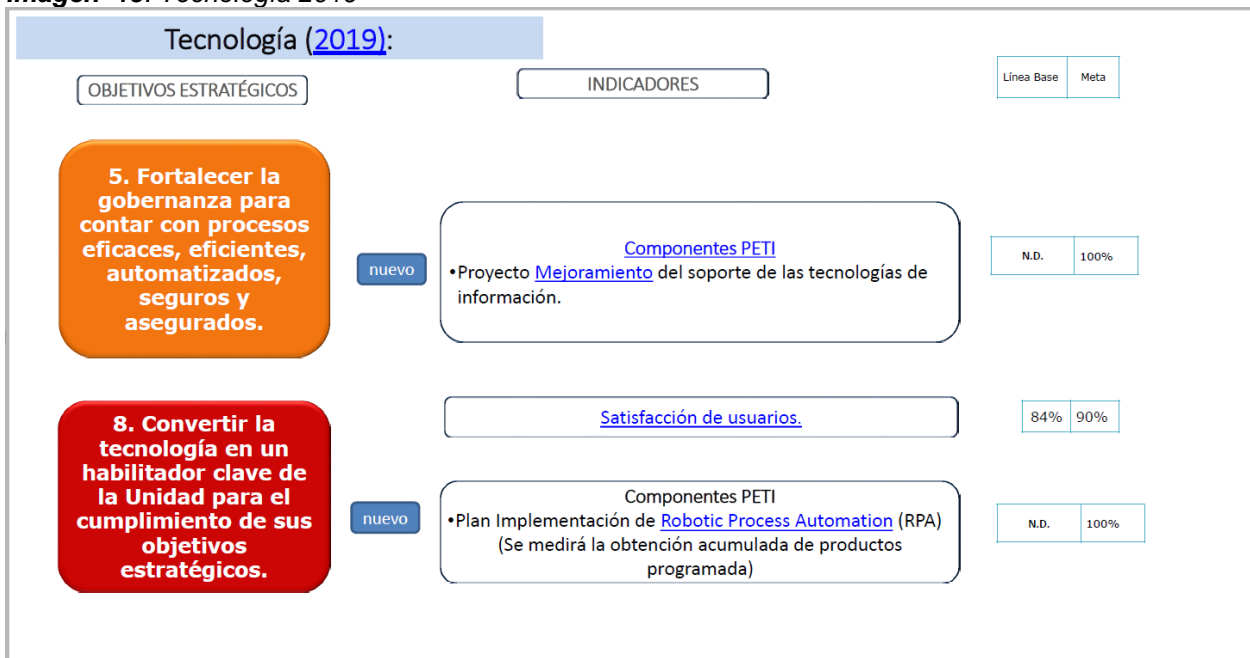 Tecnología (2019):
OBJETIVOS ESTRATÉGICOS
INDICADORES
Línea Base Meta
5. Fortalecer la
gobernanza para
contar con procesos
eficaces, eficientes,
automatizados,
seguros y
asegurados.
nuevo
Componentes PETI
•Proyecto Mejoramiento del soporte de las tecnologías de
información.
N.D. 100%
8. Convertir la
tecnología en un
habilitador clave de
la Unidad para el
cumplimiento de sus
objetivos
estratégicos.
Satisfacción de usuarios.
84% 90%
nuevo
Componentes PETI
•Plan Implementación de Robotic Process Automation (RPA)
(Se medirá la obtención acumulada de productos
programada)
N.D. 100%